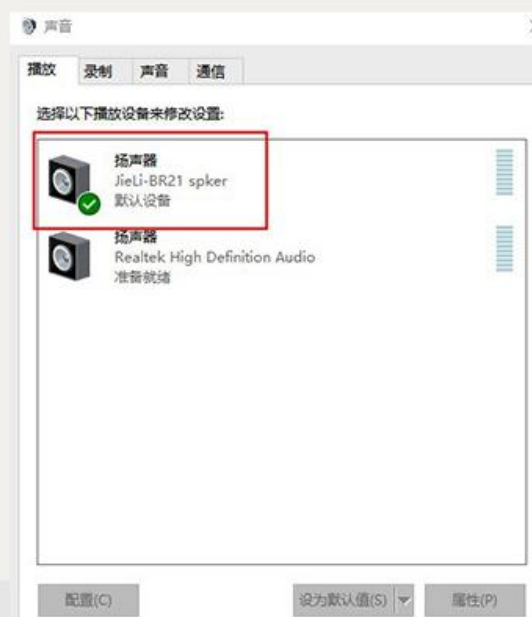 声音
播放 录制 声音 通信
选择以下播放设备来修改设置:
扬声器
JieLi-BR21 spker
默认设备
扬声器
Realtek High Definition Audio
准备就绪
配置(C) 设为默认值(S) 属性(P)